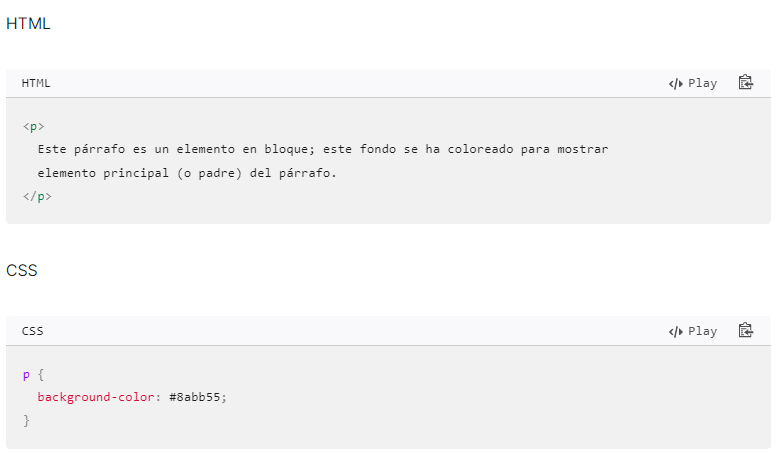 HTML
HTML
Play
<p>
Este párrafo es un elemento en bloque; este fondo se ha coloreado para mostrar
elemento principal (o padre) del párrafo.
</p>
CSS
CSS
Play
p {
background-color: #8abb55;
}